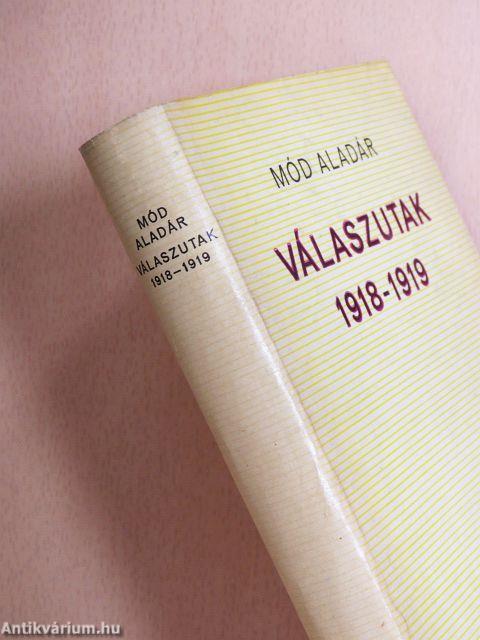 MÓD
ALADÁR
VÁLASZUTAK
1918-1919
MÓD ALADÁR
VÁLASZUTAK
1918-1919
Antikvárium.hu